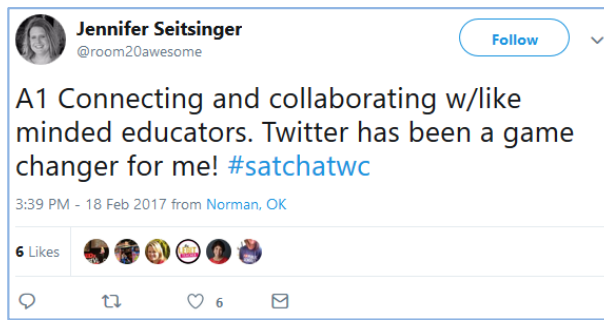 Jennifer Seitsinger
@room20awesome
Follow
A1 Connecting and collaborating w/like
minded educators. Twitter has been a game
changer for me! #satchatwc
3:39 PM - 18 Feb 2017 from Norman, OK
6 Likes
6